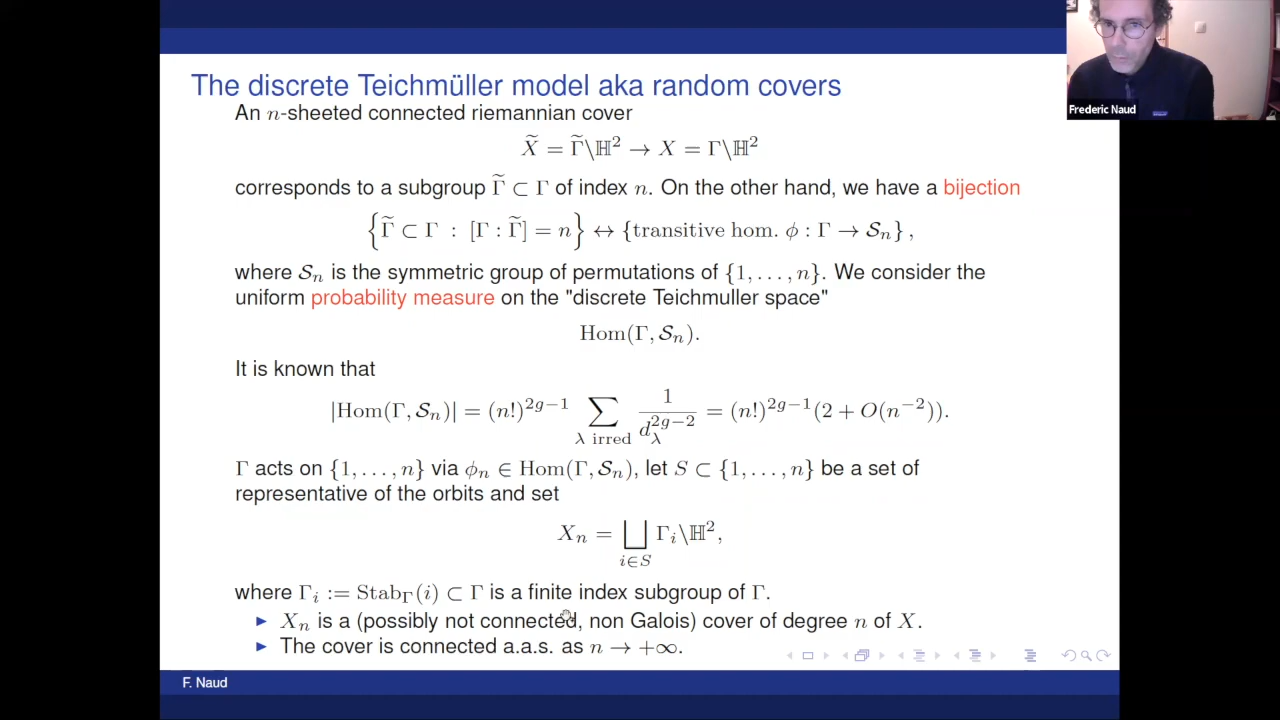 The discrete Teichmüller model aka random covers
An n-sheeted connected riemannian cover
X̃ = Γ̃\ℍ² → X = Γ\ℍ²
corresponds to a subgroup Γ̃ ⊂ Γ of index n. On the other hand, we have a bijection
{Γ̃ ⊂ Γ : [Γ : Γ̃] = n} ↔ {transitive hom. ϕ : Γ → 𝒮ₙ},
where 𝒮ₙ is the symmetric group of permutations of {1, . . . , n}. We consider the
uniform probability measure on the "discrete Teichmuller space"
Hom(Γ, 𝒮ₙ).
It is known that
|Hom(Γ, 𝒮ₙ)| = (n!)^{2g−1} ∑_{λ irred} 1/d_λ^{2g−2} = (n!)^{2g−1}(2 + O(n^{−2})).
Γ acts on {1, . . . , n} via ϕₙ ∈ Hom(Γ, 𝒮ₙ), let S ⊂ {1, . . . , n} be a set of
representative of the orbits and set
Xₙ = ⨆_{i∈S} Γᵢ\ℍ²,
where Γᵢ := Stab_Γ(i) ⊂ Γ is a finite index subgroup of Γ.
▶ Xₙ is a (possibly not connected, non Galois) cover of degree n of X.
▶ The cover is connected a.a.s. as n → +∞.
F. Naud
Frederic Naud